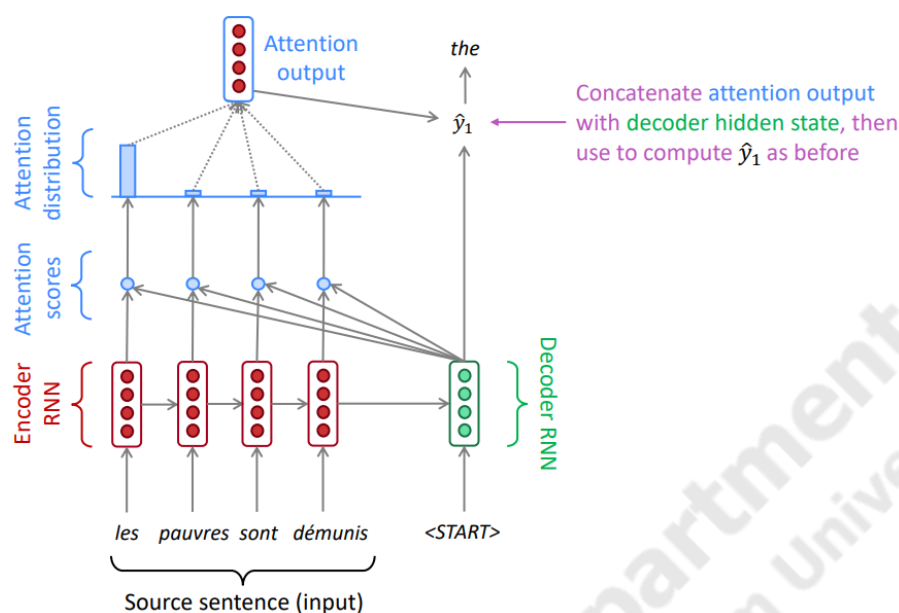 Attention
output
the
ŷ₁
Concatenate attention output
with decoder hidden state, then
use to compute ŷ₁ as before
Attention
distribution
Attention
scores
Encoder
RNN
Decoder RNN
les pauvres sont démunis <START>
Source sentence (input)